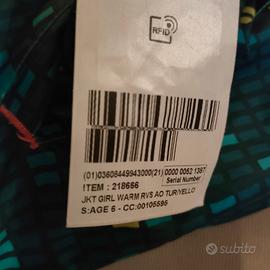 RFID
(01)03608449943000(21) 0000 0052 1387
Serial Number
ITEM : 218666
JKT GIRL WARM RVS AO TUR/YELLO
S:AGE 6 - CC:00105595
subito